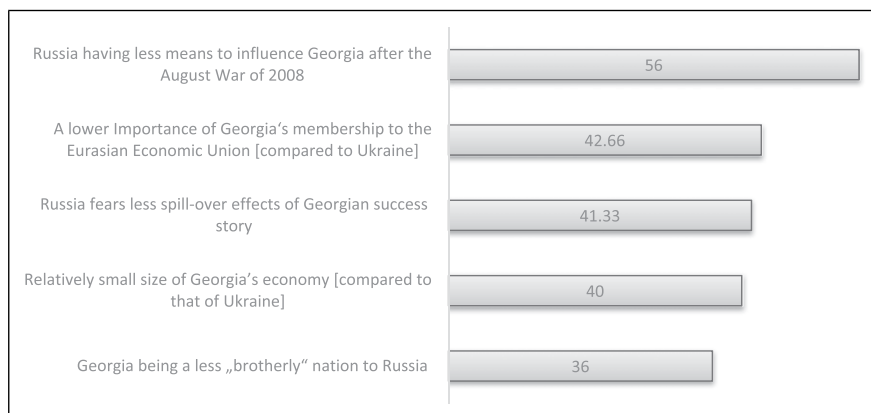 Russia having less means to influence Georgia after the
August War of 2008
56
A lower Importance of Georgia‘s membership to the
Eurasian Economic Union [compared to Ukraine]
42.66
Russia fears less spill-over effects of Georgian success
story
41.33
Relatively small size of Georgia’s economy [compared to
that of Ukraine]
40
Georgia being a less „brotherly“ nation to Russia
36